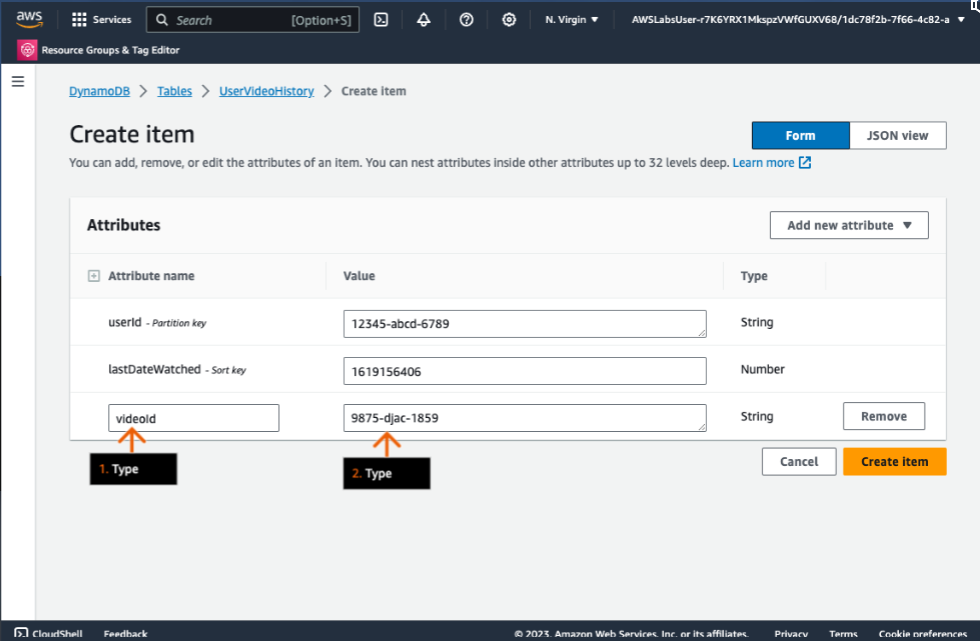 aws Services Search [Option+S] N. Virgin ▼ AWSLabsUser-r7K6YRX1MkspzVWfGUXV68/1dc78f2b-7f66-4c82-a ▼
Resource Groups & Tag Editor
DynamoDB > Tables > UserVideoHistory > Create item
Create item
Form JSON view
You can add, remove, or edit the attributes of an item. You can nest attributes inside other attributes up to 32 levels deep. Learn more
Attributes
Add new attribute ▼
Attribute name Value Type
userId - Partition key 12345-abcd-6789 String
lastDateWatched - Sort key 1619156406 Number
videoId 9875-djac-1859 String Remove
1. Type 2. Type
Cancel Create item
CloudShell Feedback © 2023, Amazon Web Services, Inc. or its affiliates. Privacy Terms Cookie preferences